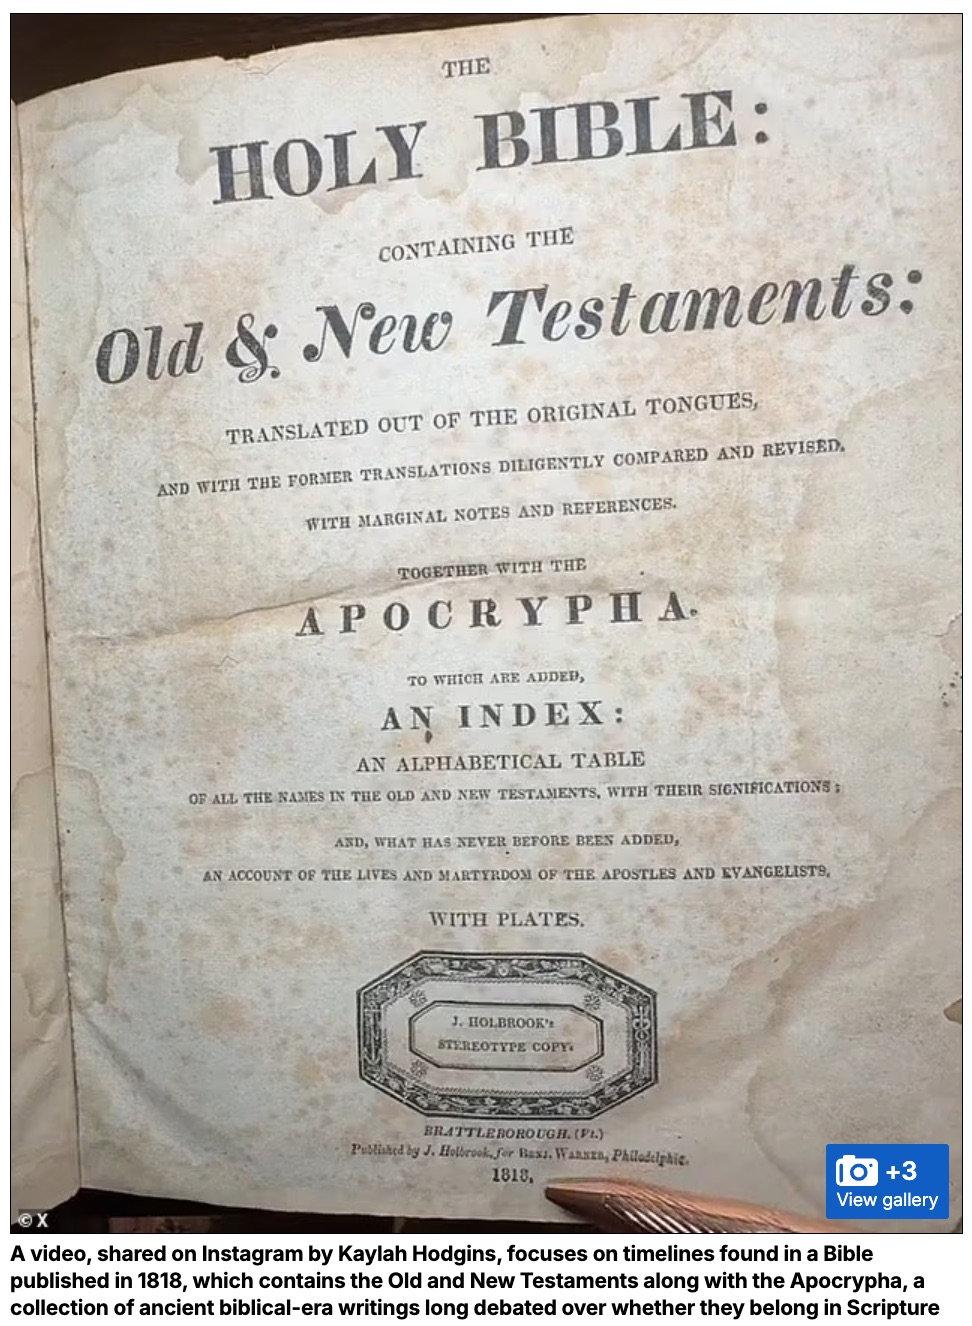 THE
HOLY BIBLE:
CONTAINING THE
Old & New Testaments:
TRANSLATED OUT OF THE ORIGINAL TONGUES,
AND WITH THE FORMER TRANSLATIONS DILIGENTLY COMPARED AND REVISED.
WITH MARGINAL NOTES AND REFERENCES.
TOGETHER WITH THE
APOCRYPHA.
TO WHICH ARE ADDED,
AN INDEX:
AN ALPHABETICAL TABLE
OF ALL THE NAMES IN THE OLD AND NEW TESTAMENTS, WITH THEIR SIGNIFICATIONS;
AND, WHAT HAS NEVER BEFORE BEEN ADDED,
AN ACCOUNT OF THE LIVES AND MARTYRDOM OF THE APOSTLES AND EVANGELISTS.
WITH PLATES.
J. HOLBROOK's
STEREOTYPE COPY.
BRATTLEBOROUGH. (Vt.)
Published by J. Holbrook, for BENJ. WARNER, Philadelphia.
1818.
+3
View gallery
© X
A video, shared on Instagram by Kaylah Hodgins, focuses on timelines found in a Bible
published in 1818, which contains the Old and New Testaments along with the Apocrypha, a
collection of ancient biblical-era writings long debated over whether they belong in Scripture